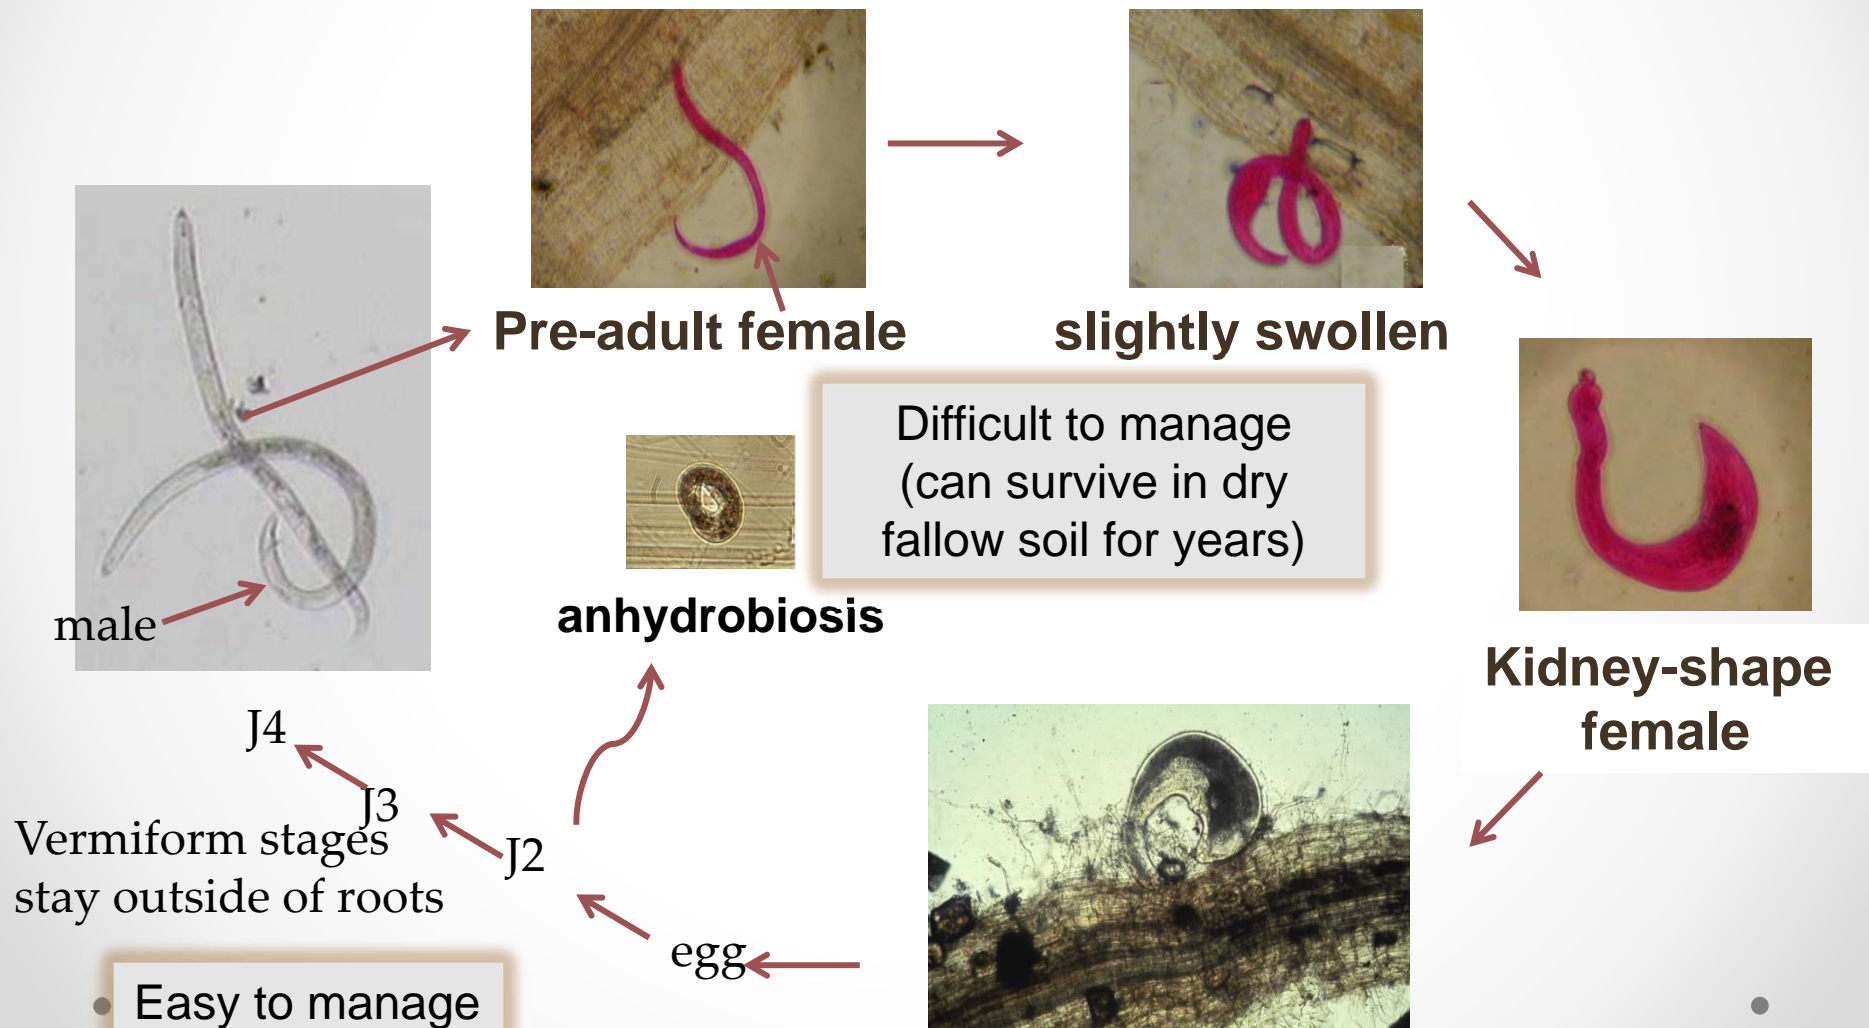 Pre-adult female
slightly swollen
Difficult to manage
(can survive in dry
fallow soil for years)
anhydrobiosis
male
Kidney-shape
female
J4
J3
J2
Vermiform stages
stay outside of roots
egg
Easy to manage